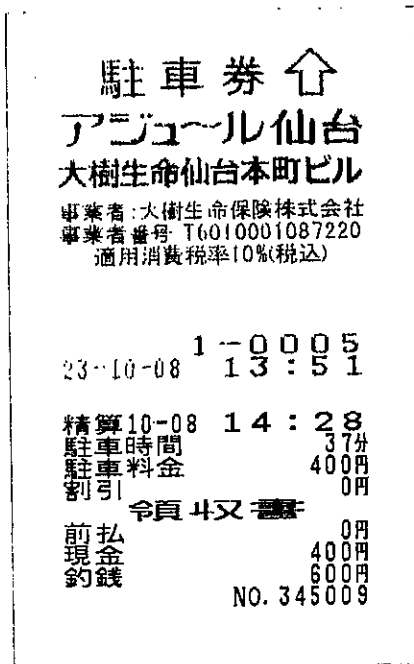 駐車券⇧
アジュール仙台
大樹生命仙台本町ビル
事業者:大樹生命保険株式会社
事業者番号 T6010001087220
適用消費税率10%(税込)
1-0005
23-10-08 13:51
精算10-08 14:28
駐車時間 37分
駐車料金 400円
割引 0円
領収書
前払 0円
現金 400円
釣銭 600円
NO.345009